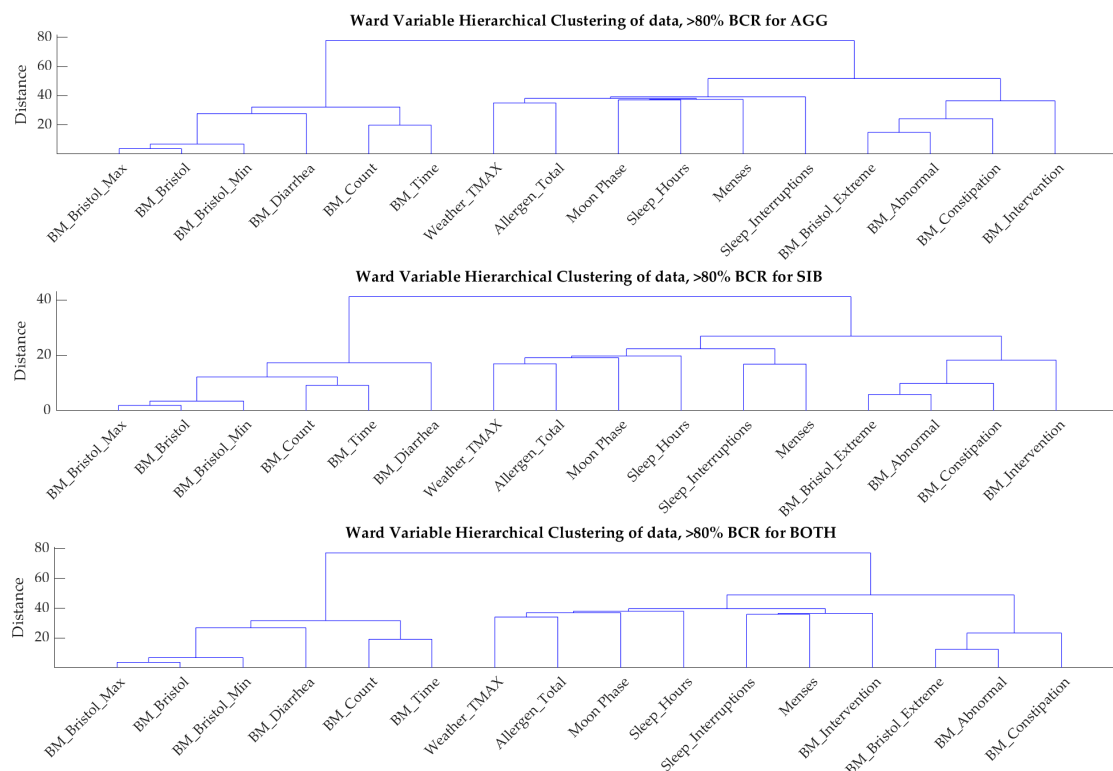 Ward Variable Hierarchical Clustering of data, >80% BCR for AGG
80
60
40
20
Distance
BM_Bristol_Max
BM_Bristol
BM_Bristol_Min
BM_Diarrhea
BM_Count
BM_Time
Weather_TMAX
Allergen_Total
Moon Phase
Sleep_Hours
Menses
Sleep_Interruptions
BM_Bristol_Extreme
BM_Abnormal
BM_Constipation
BM_Intervention
Ward Variable Hierarchical Clustering of data, >80% BCR for SIB
40
20
0
Distance
BM_Bristol_Max
BM_Bristol
BM_Bristol_Min
BM_Count
BM_Time
BM_Diarrhea
Weather_TMAX
Allergen_Total
Moon Phase
Sleep_Hours
Sleep_Interruptions
Menses
BM_Bristol_Extreme
BM_Abnormal
BM_Constipation
BM_Intervention
Ward Variable Hierarchical Clustering of data, >80% BCR for BOTH
80
60
40
20
Distance
BM_Bristol_Max
BM_Bristol
BM_Bristol_Min
BM_Diarrhea
BM_Count
BM_Time
Weather_TMAX
Allergen_Total
Moon Phase
Sleep_Hours
Sleep_Interruptions
Menses
BM_Intervention
BM_Bristol_Extreme
BM_Abnormal
BM_Constipation